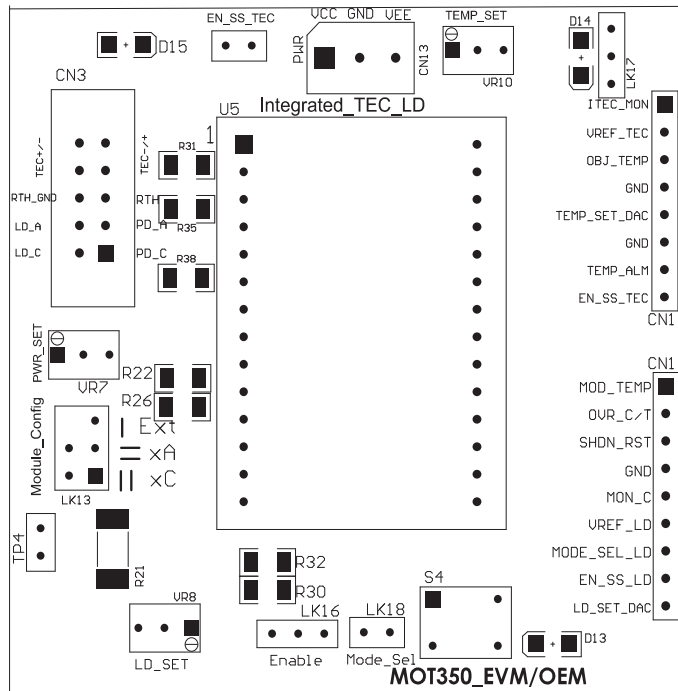 EN_SS_TEC
VCC GND VEE
TEMP_SET
D14
+
D15
PWR
CN13
VR10
+
LK17
CN3
Integrated_TEC_LD
U5
1
ITEC_MON
VREF_TEC
OBJ_TEMP
GND
TEMP_SET_DAC
GND
TEMP_ALM
EN_SS_TEC
CN1
TEC+/-
TEC-/+
R31
RTH_GND
RTH
LD_A
PD_A
R35
LD_C
PD_C
R38
PWR_SET
VR7
R22
R26
Module_Config
Ext
xA
xC
LK13
CN1
MOD_TEMP
OVR_C/T
SHDN_RST
GND
MON_C
VREF_LD
MODE_SEL_LD
EN_SS_LD
LD_SET_DAC
TP4
R21
R32
R30
S4
VR8
LD_SET
LK16
Enable
LK18
Mode_Sel
+
D13
MOT350_EVM/OEM